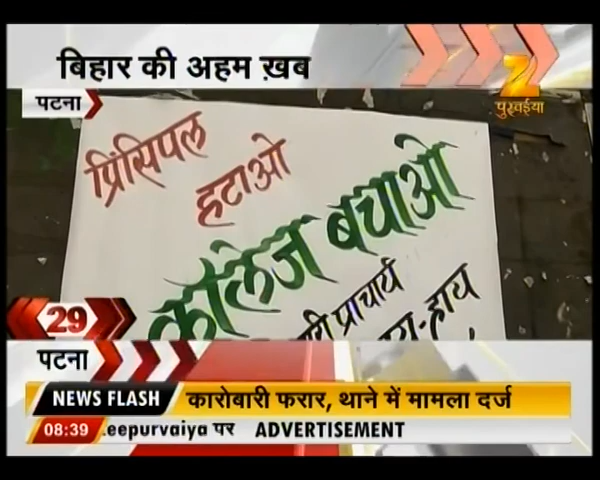 बिहार की अहम ख़ब
पटना
पुरवईया
प्रिंसिपल
हटाओ
कॉलेज बचाओ
प्राचार्य
हाय
29
पटना
NEWS FLASH
कारोबारी फरार, थाने में मामला दर्ज
08:39
eepurvaiya पर ADVERTISEMENT